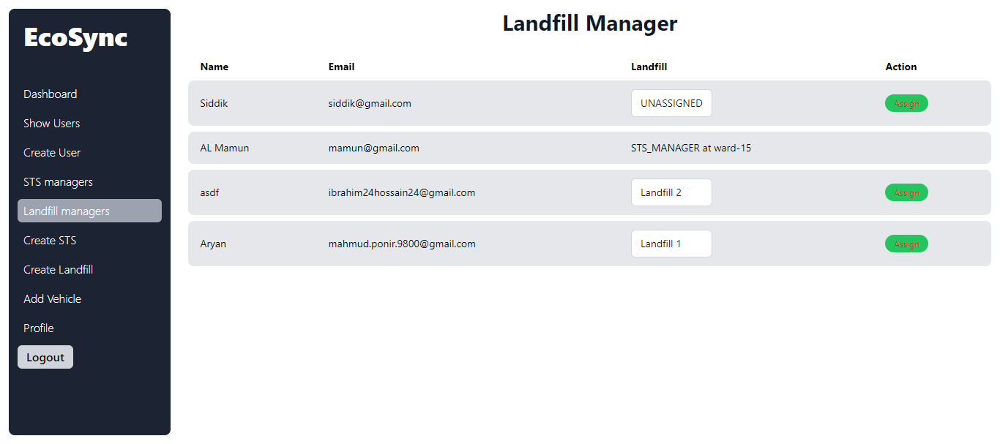 EcoSync
Dashboard
Show Users
Create User
STS managers
Landfill managers
Create STS
Create Landfill
Add Vehicle
Profile
Logout
Landfill Manager
Name Email Landfill Action
Siddik siddik@gmail.com UNASSIGNED Assign
AL Mamun mamun@gmail.com STS_MANAGER at ward-15
asdf ibrahim24hossain24@gmail.com Landfill 2 Assign
Aryan mahmud.ponir.9800@gmail.com Landfill 1 Assign